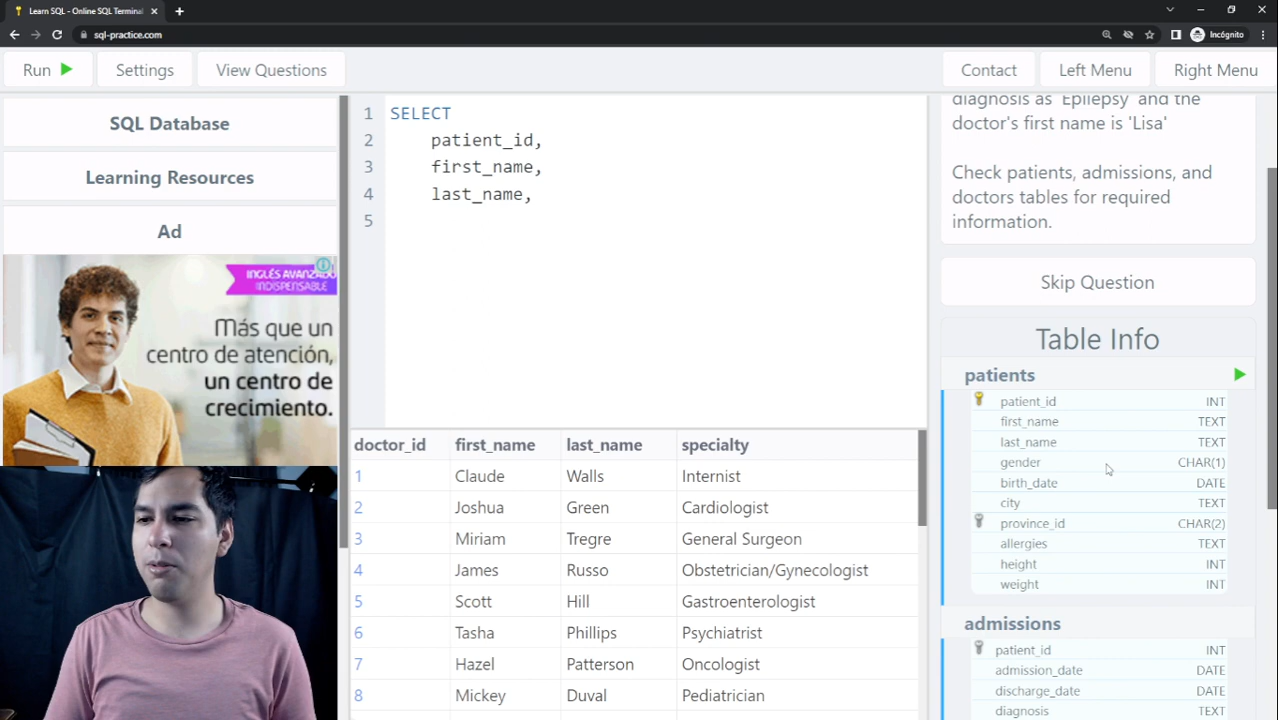 Learn SQL - Online SQL Terminal
sql-practice.com
Incógnito
Run
Settings
View Questions
Contact
Left Menu
Right Menu
SQL Database
Learning Resources
Ad
INGLÉS AVANZADO
INDISPENSABLE
Más que un
centro de atención,
un centro de
crecimiento.
1 SELECT
2 patient_id,
3 first_name,
4 last_name,
5
doctor_id first_name last_name specialty
1 Claude Walls Internist
2 Joshua Green Cardiologist
3 Miriam Tregre General Surgeon
4 James Russo Obstetrician/Gynecologist
5 Scott Hill Gastroenterologist
6 Tasha Phillips Psychiatrist
7 Hazel Patterson Oncologist
8 Mickey Duval Pediatrician
diagnosis as 'Epilepsy' and the
doctor's first name is 'Lisa'
Check patients, admissions, and
doctors tables for required
information.
Skip Question
Table Info
patients
patient_id INT
first_name TEXT
last_name TEXT
gender CHAR(1)
birth_date DATE
city TEXT
province_id CHAR(2)
allergies TEXT
height INT
weight INT
admissions
patient_id INT
admission_date DATE
discharge_date DATE
diagnosis TEXT